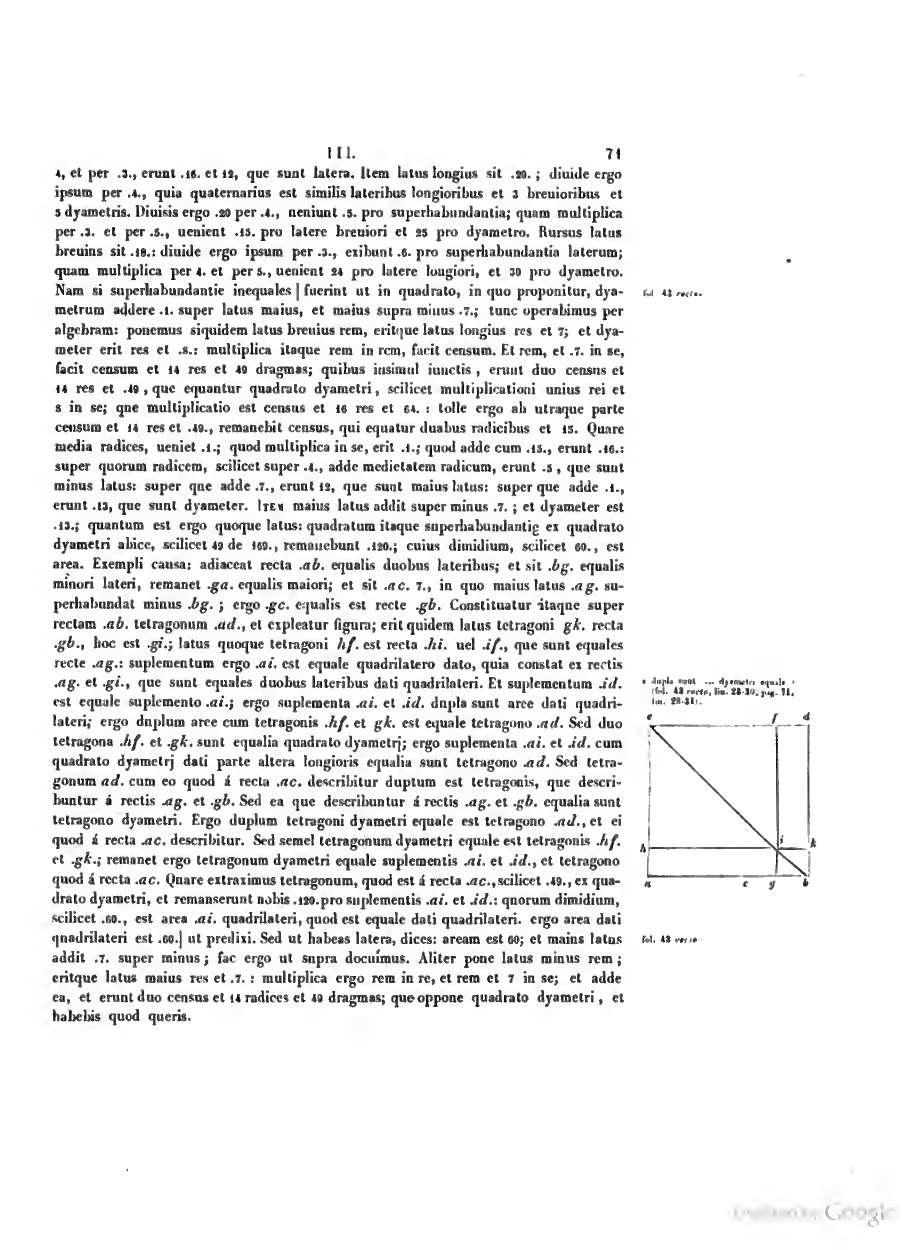 III. 71
4, et per .3., erunt .16. et 12, que sunt latera. Item latus longius sit .20. ; diuide ergo
ipsum per .4., quia quaternarius est similis lateribus longioribus et 3 breuioribus et
5 dyametris. Diuisis ergo .20 per .4., ueniunt .5. pro superhabundantia; quam multiplica
per .3. et per .5., uenient .15. pro latere breuiori et 25 pro dyametro. Rursus latus
breuius sit .18.: diuide ergo ipsum per .3., exibunt .6. pro superhabundantia laterum;
quam multiplica per 4. et per 5., uenient 24 pro latere longiori, et 30 pro dyametro.
Nam si superhabundantie inequales | fuerint ut in quadrato, in quo proponitur, dya-
fol. 43 recto.
metrum addere .1. super latus maius, et maius supra minus .7.; tunc operabimus per
algebram: ponemus siquidem latus breuius rem, eritque latus longius res et 7; et dya-
meter erit res et .8.: multiplica itaque rem in rem, facit censum. Et rem, et .7. in se,
facit censum et 14 res et 49 dragmas; quibus insimul iunctis , erunt duo census et
14 res et .49 , que equantur quadrato dyametri , scilicet multiplicationi unius rei et
8 in se; que multiplicatio est census et 16 res et 64. : tolle ergo ab utraque parte
censum et 14 res et .49., remanebit census, qui equatur duabus radicibus et 15. Quare
media radices, ueniet .1.; quod multiplica in se, erit .1.; quod adde cum .15., erunt .16.:
super quorum radicem, scilicet super .4., adde medietatem radicum, erunt .5 , que sunt
minus latus: super que adde .7., erunt 12, que sunt maius latus: super que adde .1.,
erunt .13, que sunt dyameter. Item maius latus addit super minus .7. ; et dyameter est
.13.; quantum est ergo quoque latus: quadratum itaque superhabundantie ex quadrato
dyametri abice, scilicet 49 de 169., remanebunt .120.; cuius dimidium, scilicet 60., est
area. Exempli causa: adiaceat recta .ab. equalis duobus lateribus; et sit .bg. equalis
minori lateri, remanet .ga. equalis maiori; et sit .ac. 7., in quo maius latus .ag. su-
perhabundat minus .bg. ; ergo .gc. equalis est recte .gb. Constituatur itaque super
rectam .ab. tetragonum .ad., et expleatur figura; erit quidem latus tetragoni gk. recta
.gb., hoc est .gi.; latus quoque tetragoni hf. est recta .hi. uel .if., que sunt equales
recte .ag.: suplementum ergo .ai. est equale quadrilatero dato, quia constat ex rectis
.ag. et .gi., que sunt equales duobus lateribus dati quadrilateri. Et suplementum .id.
est equale suplemento .ai.; ergo suplementa .ai. et .id. dupla sunt aree dati quadri-
lateri; ergo duplum aree cum tetragonis .hf. et gk. est equale tetragono .ad. Sed duo
tetragona .hf. et .gk. sunt equalia quadrato dyametrj; ergo suplementa .ai. et .id. cum
quadrato dyametrj dati parte altera longioris equalia sunt tetragono .ad. Sed tetra-
gonum ad. cum eo quod á recta .ac. describitur duptum est tetragonis, que descri-
buntur á rectis .ag. et .gb. Sed ea que describuntur á rectis .ag. et .gb. equalia sunt
tetragono dyametri. Ergo duplum tetragoni dyametri equale est tetragono .ad., et ei
quod á recta .ac. describitur. Sed semel tetragonum dyametri equale est tetragonis .hf.
et .gk.; remanet ergo tetragonum dyametri equale suplementis .ai. et .id., et tetragono
quod á recta .ac. Quare extraximus tetragonum, quod est á recta .ac., scilicet .49., ex qua-
drato dyametri, et remanserunt nobis .120. pro suplementis .ai. et .id.: quorum dimidium,
scilicet .60., est area .ai. quadrilateri, quod est equale dati quadrilateri. ergo area dati
quadrilateri est .60.| ut predixi. Sed ut habeas latera, dices: aream est 60; et maius latus
fol. 43 verso
addit .7. super minus ; fac ergo ut supra docuimus. Aliter pone latus minus rem ;
eritque latus maius res et .7. : multiplica ergo rem in re, et rem et 7 in se; et adde
ea, et erunt duo census et 14 radices et 49 dragmas; que oppone quadrato dyametri , et
habebis quod queris.
« dupla sunt ... dyametri equale »
(fol. 43 recto, lin. 28-30, pag. 71,
lin. 28-31).
e f d
h i k
a c g b
Digitized by Google